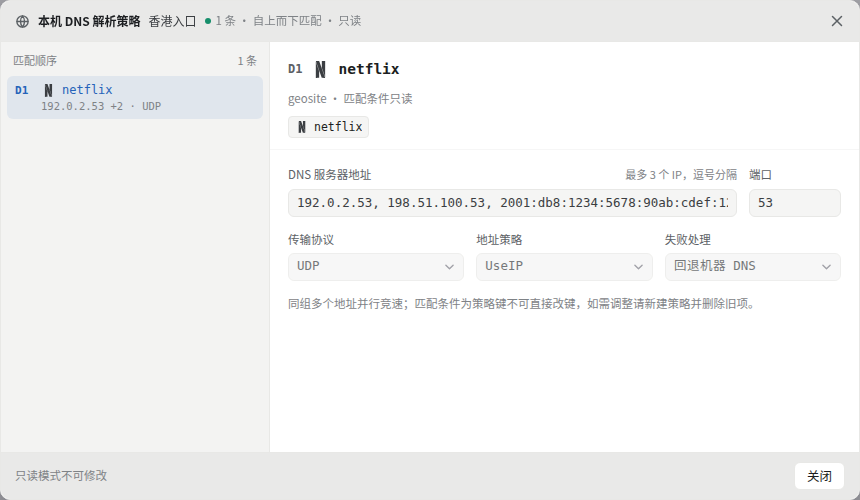 本机 DNS 解析策略 香港入口 1 条 • 自上而下匹配 • 只读
匹配顺序 1 条
D1 netflix
192.0.2.53 +2 · UDP
D1 netflix
geosite • 匹配条件只读
netflix
DNS 服务器地址 最多 3 个 IP，逗号分隔 端口
192.0.2.53, 198.51.100.53, 2001:db8:1234:5678:90ab:cdef: 53
传输协议 地址策略 失败处理
UDP UseIP 回退机器 DNS
同组多个地址并行竞速；匹配条件为策略键不可直接改键，如需调整请新建策略并删除旧项。
只读模式不可修改 关闭